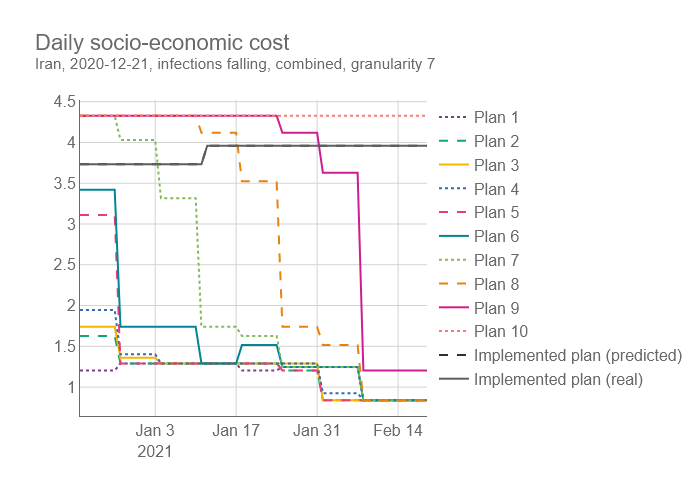 Daily socio-economic cost
Iran, 2020-12-21, infections falling, combined, granularity 7
4.5
4
3.5
3
2.5
2
1.5
1
Jan 3
2021
Jan 17
Jan 31
Feb 14
Plan 1
Plan 2
Plan 3
Plan 4
Plan 5
Plan 6
Plan 7
Plan 8
Plan 9
Plan 10
Implemented plan (predicted)
Implemented plan (real)